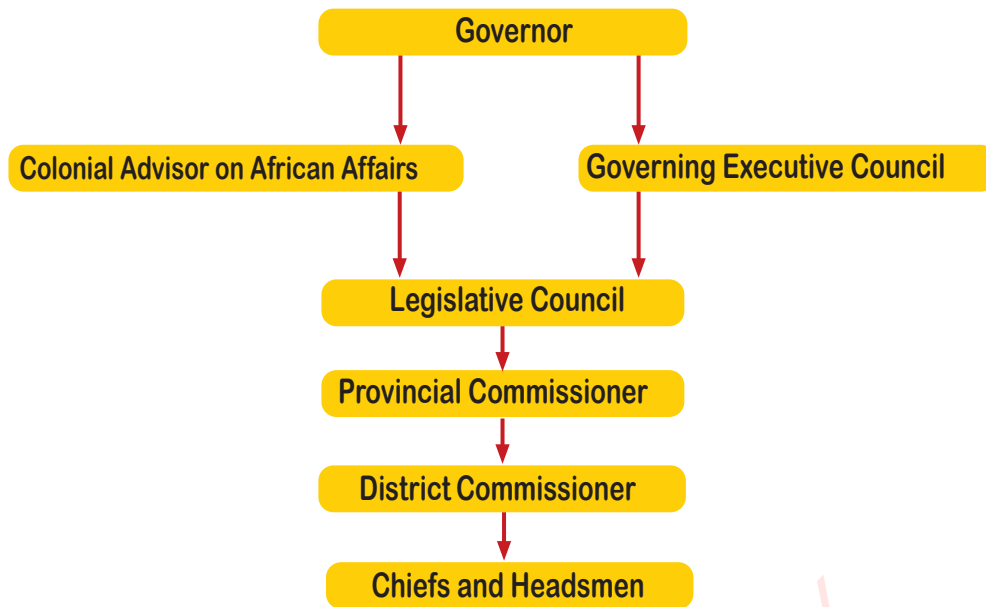 Governor
Colonial Advisor on African Affairs
Governing Executive Council
Legislative Council
Provincial Commissioner
District Commissioner
Chiefs and Headsmen